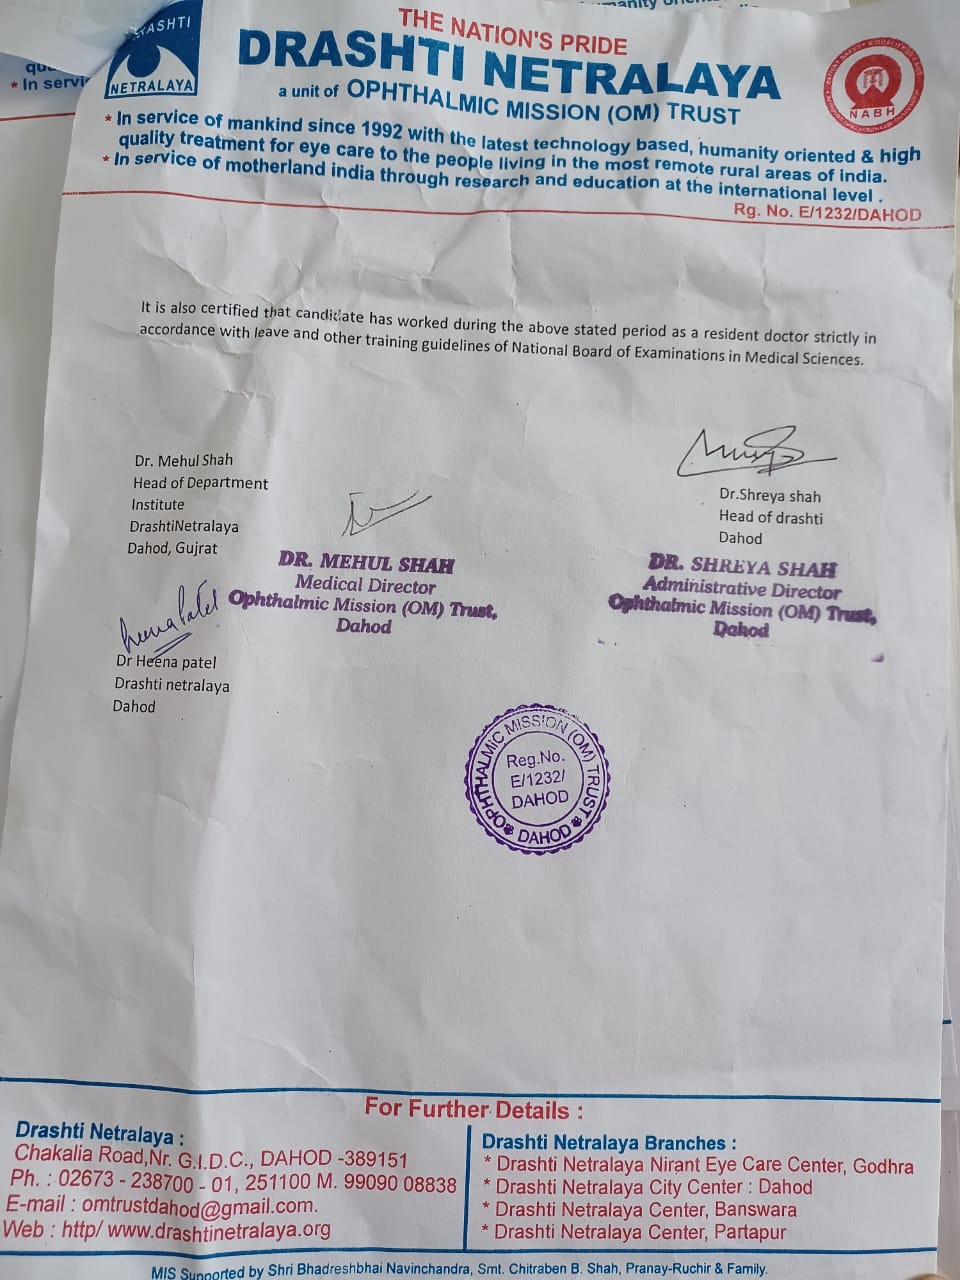 manity orien
qu
* In servic
DRASHTI
NETRALAYA
THE NATION'S PRIDE
DRASHTI NETRALAYA
a unit of OPHTHALMIC MISSION (OM) TRUST
NABH
* In service of mankind since 1992 with the latest technology based, humanity oriented & high
quality treatment for eye care to the people living in the most remote rural areas of india.
* In service of motherland india through research and education at the international level .
Rg. No. E/1232/DAHOD
It is also certified that candidate has worked during the above stated period as a resident doctor strictly in
accordance with leave and other training guidelines of National Board of Examinations in Medical Sciences.
Dr. Mehul Shah
Head of Department
Institute
DrashtiNetralaya
Dahod, Gujrat
DR. MEHUL SHAH
Medical Director
Ophthalmic Mission (OM) Trust,
Dahod
Dr.Shreya shah
Head of drashti
Dahod
DR. SHREYA SHAH
Administrative Director
Ophthalmic Mission (OM) Trust,
Dahod
Heena Patel
Dr Heena patel
Drashti netralaya
Dahod
OPHTHALMIC MISSION (OM) TRUST
DAHOD
Reg.No.
E/1232/
DAHOD
For Further Details :
Drashti Netralaya :
Chakalia Road,Nr. G.I.D.C., DAHOD -389151
Ph. : 02673 - 238700 - 01, 251100 M. 99090 08838
E-mail : omtrustdahod@gmail.com.
Web : http/ www.drashtinetralaya.org
Drashti Netralaya Branches :
* Drashti Netralaya Nirant Eye Care Center, Godhra
* Drashti Netralaya City Center : Dahod
* Drashti Netralaya Center, Banswara
* Drashti Netralaya Center, Partapur
MIS Supported by Shri Bhadreshbhai Navinchandra, Smt. Chitraben B. Shah, Pranay-Ruchir & Family.